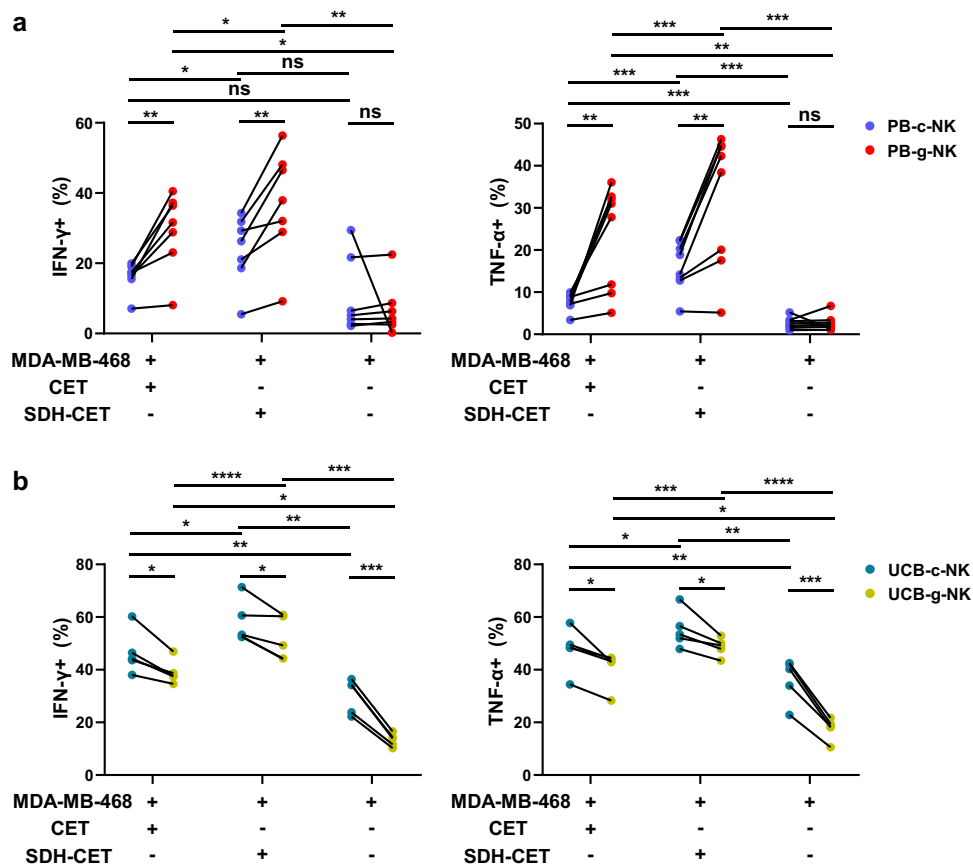 a
* ** *** ***
* **
* ns *** ***
ns ***
** ** ns ** ** ns
60 50
40 40
30
20 20
10
0 0
IFN-γ+ (%) TNF-α+ (%)
PB-c-NK
PB-g-NK
MDA-MB-468 + + + MDA-MB-468 + + +
CET + - - CET + - -
SDH-CET - + - SDH-CET - + -
b
**** *** *** ****
* *
* ** * **
** **
* * *** * * ***
80 80
60 60
40 40
20 20
0 0
IFN-γ+ (%) TNF-α+ (%)
UCB-c-NK
UCB-g-NK
MDA-MB-468 + + + MDA-MB-468 + + +
CET + - - CET + - -
SDH-CET - + - SDH-CET - + -